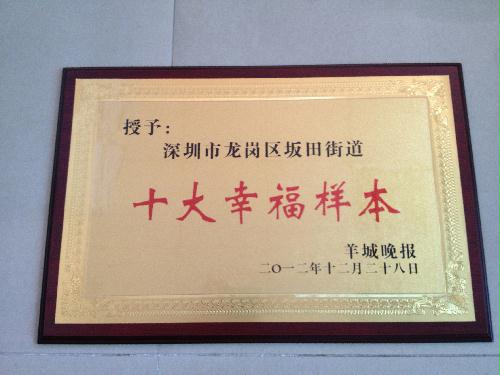 授予：
深圳市龙岗区坂田街道
十大幸福样本
羊城晚报
二〇一二年十二月二十八日